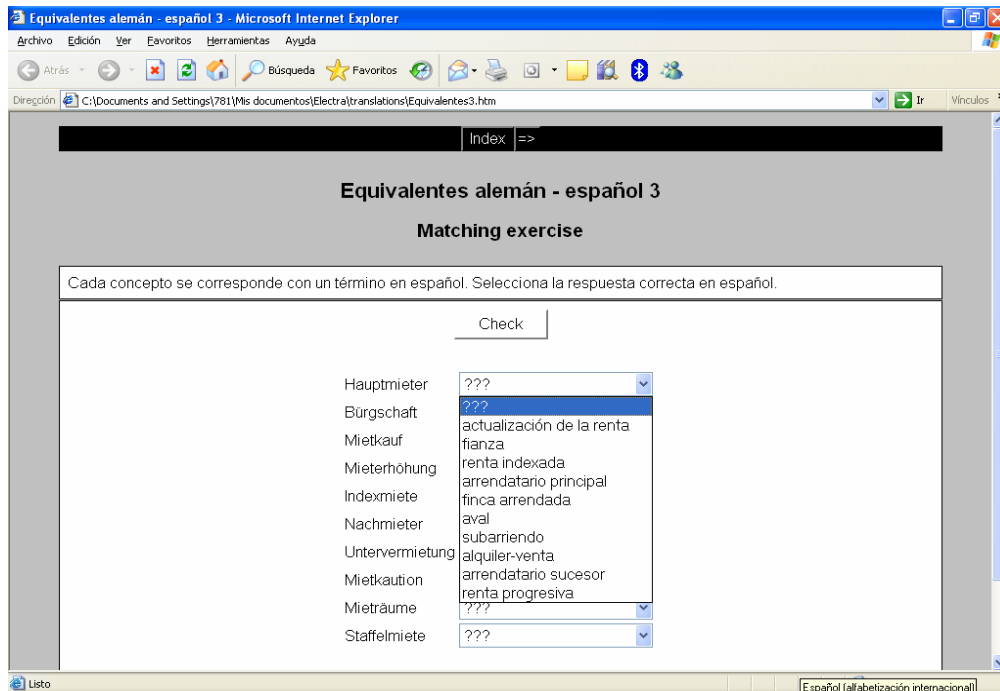 Equivalentes alemán - español 3 - Microsoft Internet Explorer
Archivo Edición Ver Favoritos Herramientas Ayuda
Atrás Búsqueda Favoritos
Dirección C:\Documents and Settings\781\Mis documentos\Electra\translations\Equivalentes3.htm Ir Vínculos
Index =>
Equivalentes alemán - español 3
Matching exercise
Cada concepto se corresponde con un término en español. Selecciona la respuesta correcta en español.
Check
Hauptmieter ???
Bürgschaft
Mietkauf
Mieterhöhung
Indexmiete
Nachmieter
Untervermietung
Mietkaution
Mieträume ???
Staffelmiete ???
???
actualización de la renta
fianza
renta indexada
arrendatario principal
finca arrendada
aval
subarriendo
alquiler-venta
arrendatario sucesor
renta progresiva
Listo
Español (alfabetización internacional)